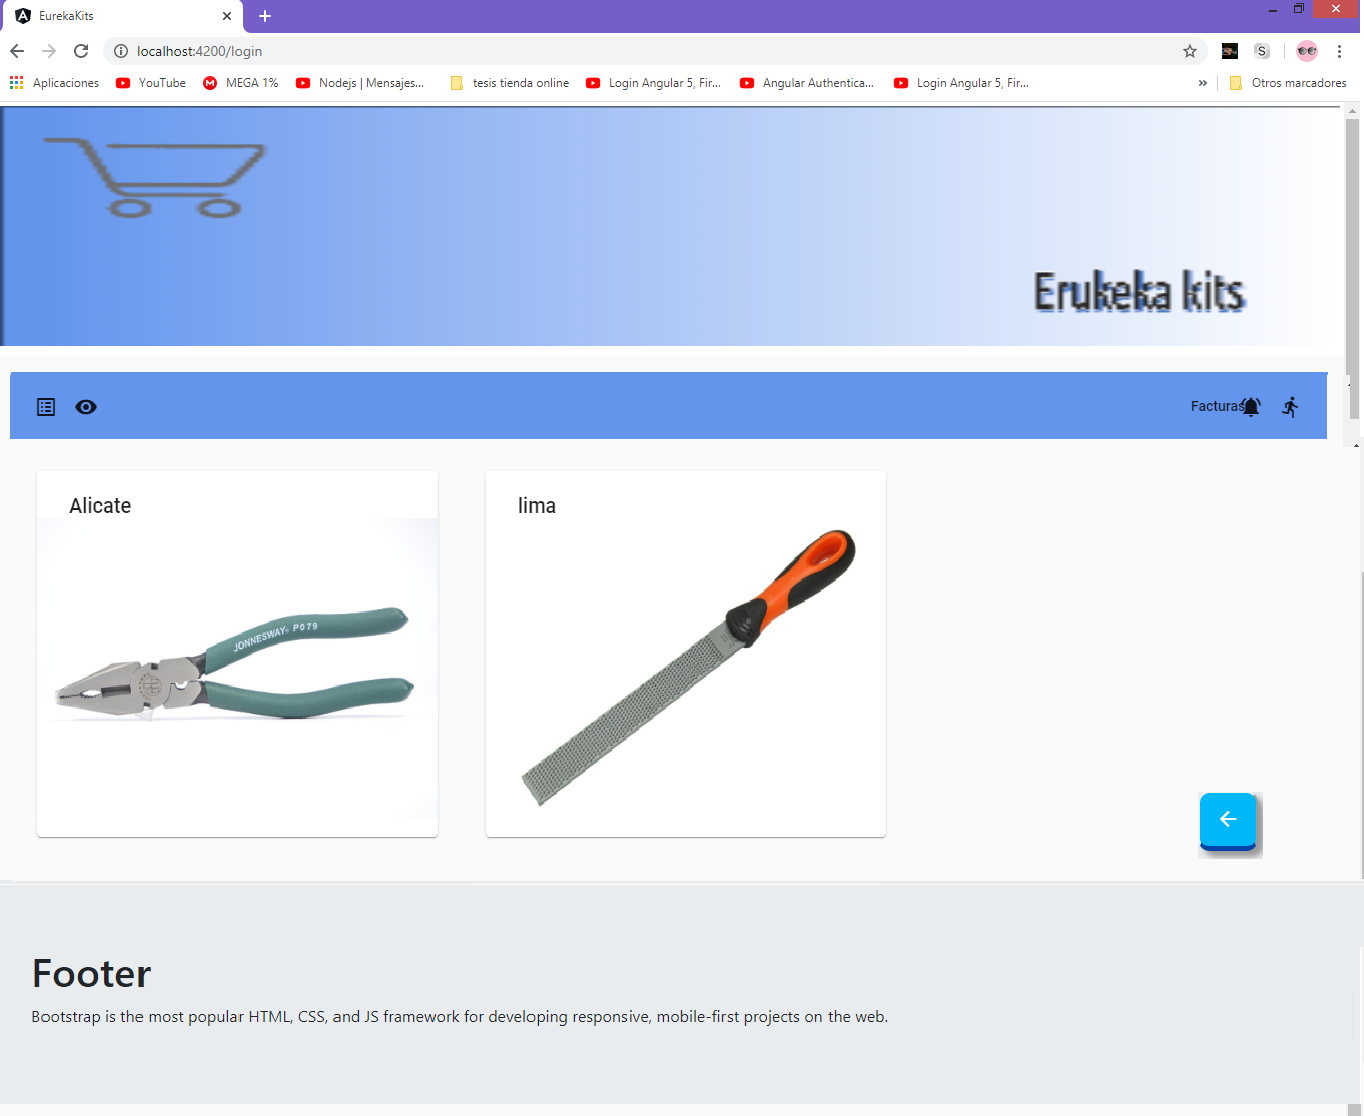 EurekaKits
localhost:4200/login
Aplicaciones YouTube MEGA 1% Nodejs | Mensajes... tesis tienda online Login Angular 5, Fir... Angular Authentica... Login Angular 5, Fir... » Otros marcadores
Erukeka kits
Facturas
Alicate
lima
JONNESWAY® P079
Footer
Bootstrap is the most popular HTML, CSS, and JS framework for developing responsive, mobile-first projects on the web.